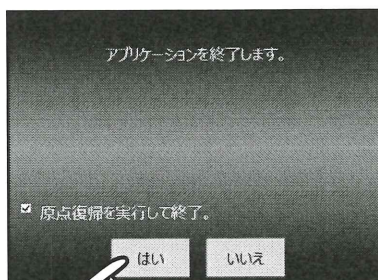 アプリケーションを終了します。
原点復帰を実行して終了。
はい
いいえ